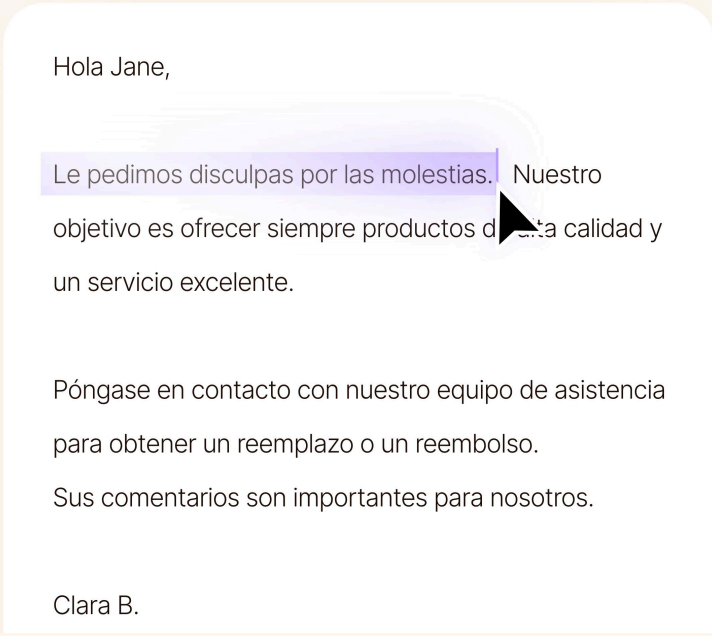 Hola Jane,
Le pedimos disculpas por las molestias. Nuestro
objetivo es ofrecer siempre productos calidad y
un servicio excelente.
Póngase en contacto con nuestro equipo de asistencia
para obtener un reemplazo o un reembolso.
Sus comentarios son importantes para nosotros.
Clara B.